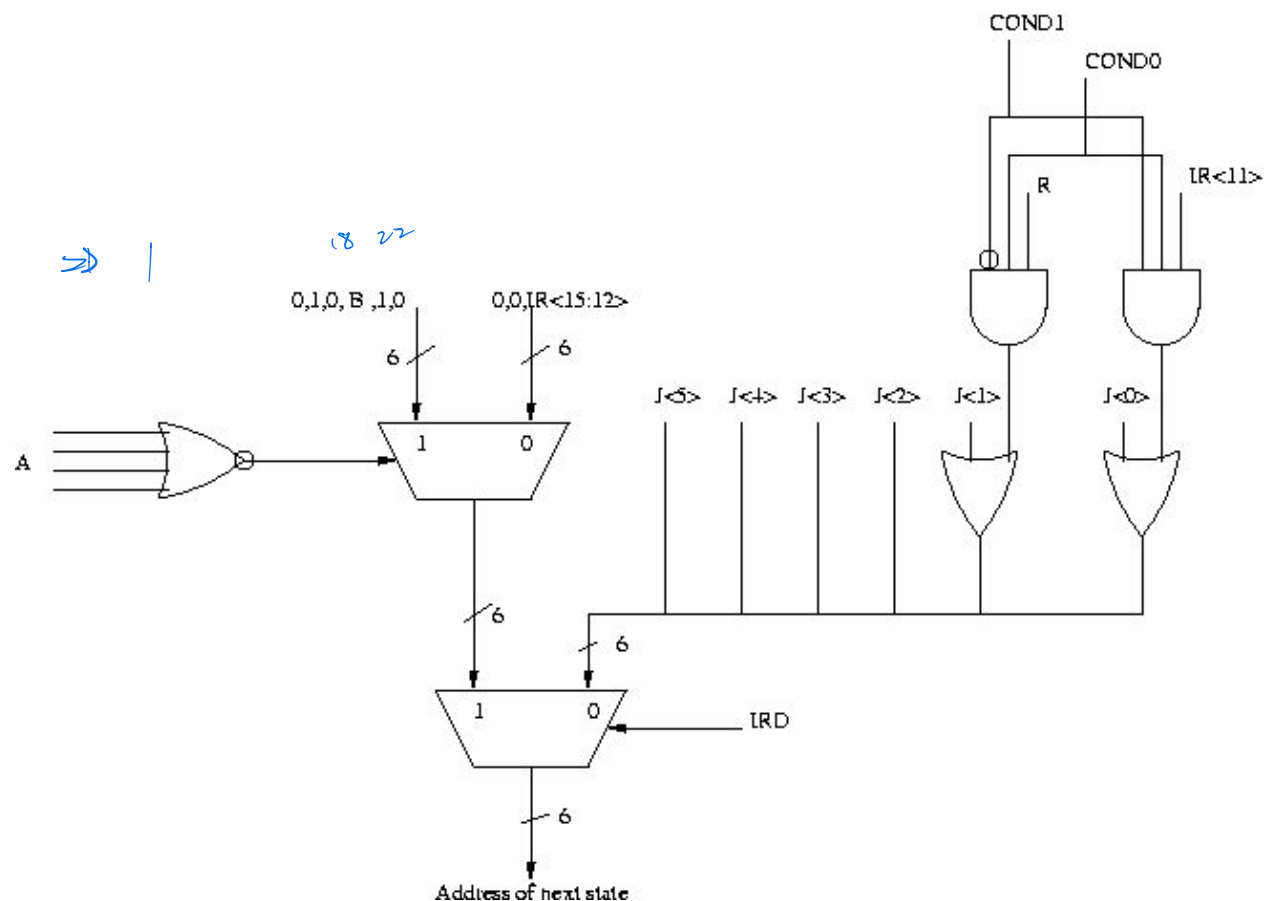 COND1
COND0
R
IR<11>
⇒ 1
18 22
0,1,0, B ,1,0
0,0,IR<15:12>
6
6
J<5>
J<4>
J<3>
J<2>
J<1>
J<0>
A
1
0
6
6
1
0
IRD
6
Address of next state